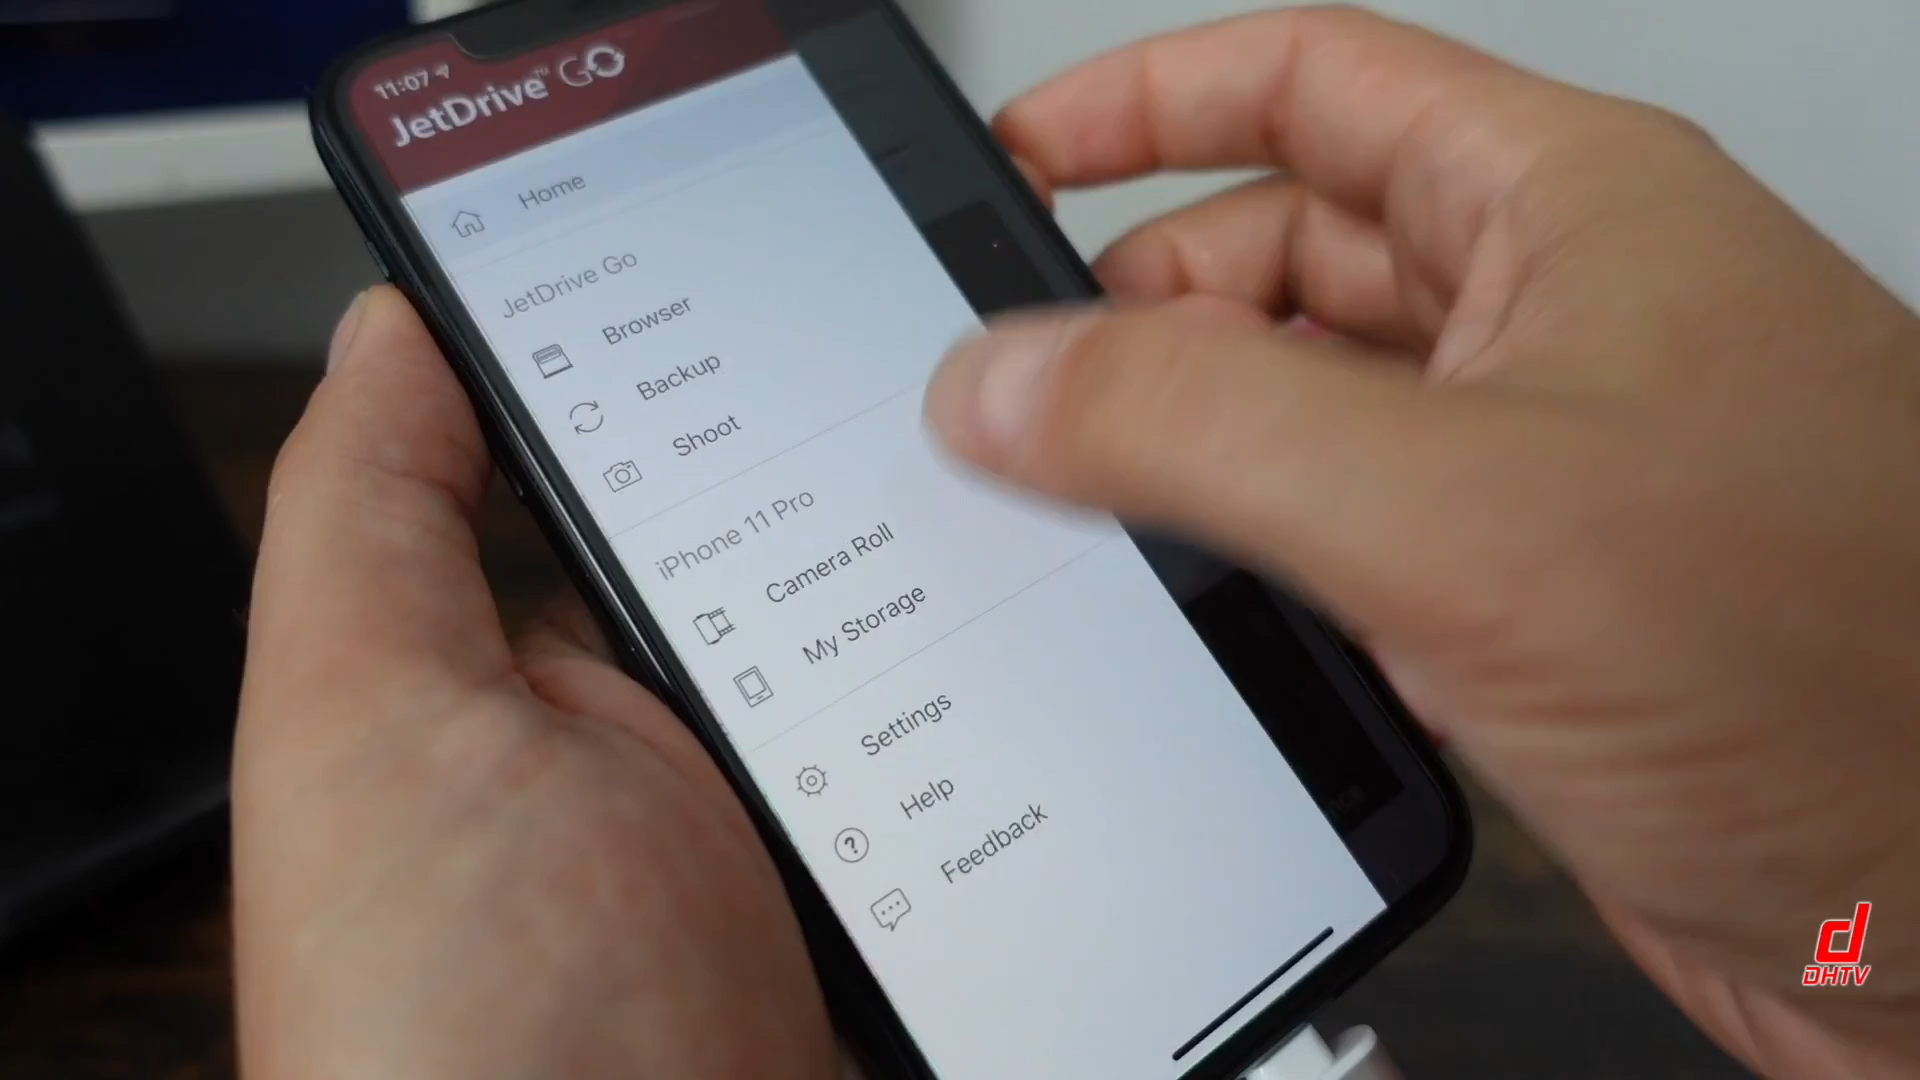 11:07
JetDrive™ GO
Home
JetDrive Go
Browser
Backup
Shoot
iPhone 11 Pro
Camera Roll
My Storage
Settings
Help
Feedback
d
DHTV